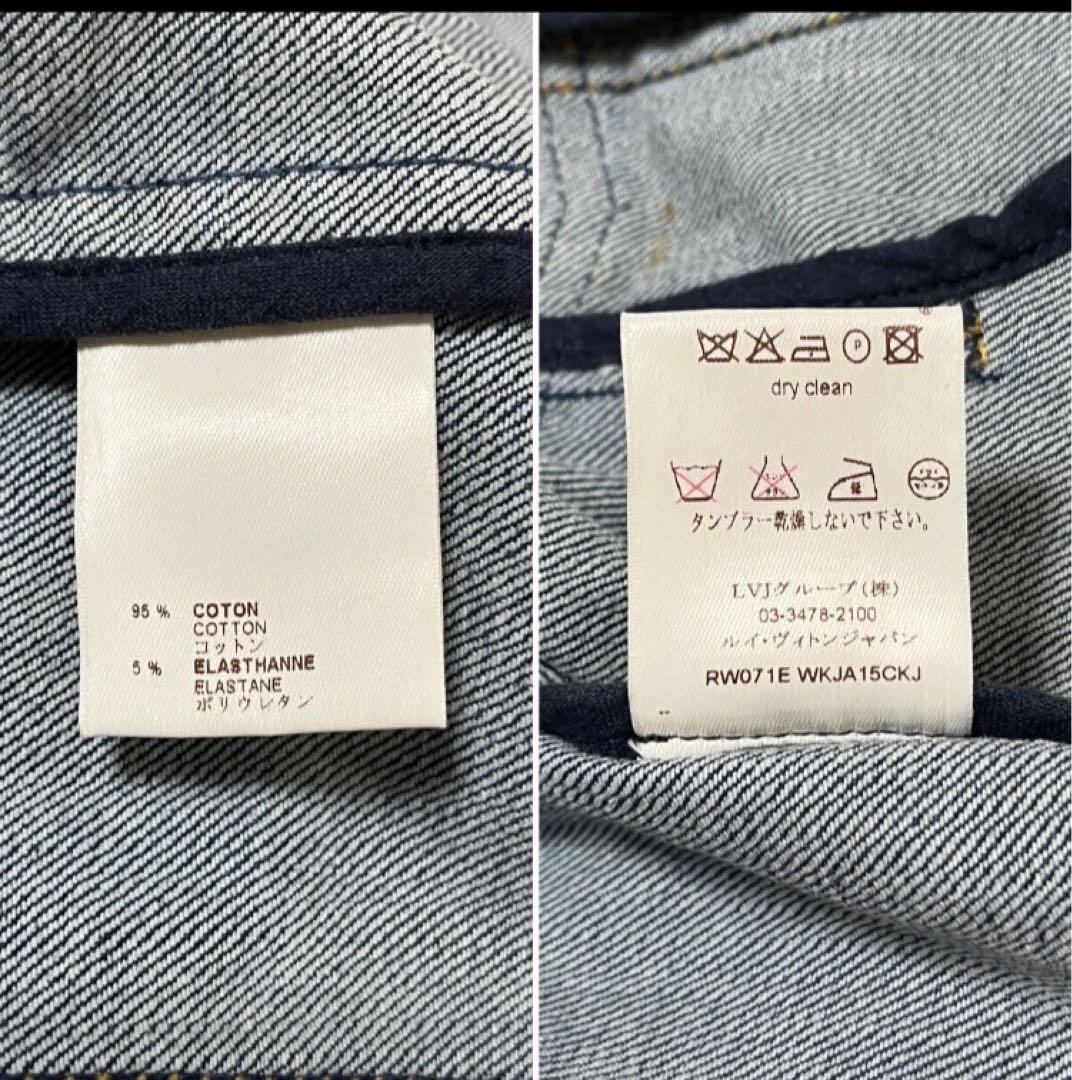 95 % COTON
COTTON
コットン
5 % ELASTHANNE
ELASTANE
ポリウレタン
P
dry clean
タンブラー乾燥しないで下さい。
LVJグループ(株)
03-3478-2100
ルイ・ヴィトンジャパン
RW071E WKJA15CKJ